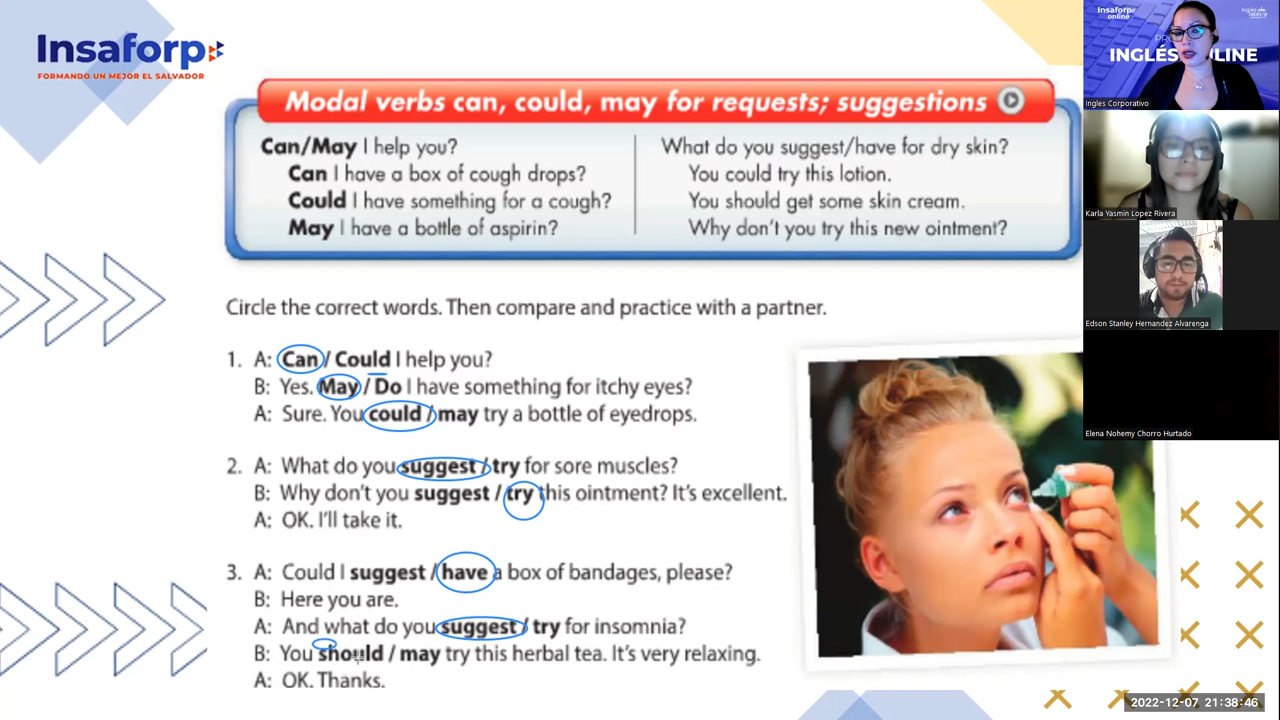 Insaforp
FORMANDO UN MEJOR EL SALVADOR
Modal verbs can, could, may for requests; suggestions
Can/May I help you?
Can I have a box of cough drops?
Could I have something for a cough?
May I have a bottle of aspirin?
What do you suggest/have for dry skin?
You could try this lotion.
You should get some skin cream.
Why don't you try this new ointment?
Circle the correct words. Then compare and practice with a partner.
1. A: Can / Could I help you?
B: Yes. May / Do I have something for itchy eyes?
A: Sure. You could / may try a bottle of eyedrops.
2. A: What do you suggest / try for sore muscles?
B: Why don't you suggest / try this ointment? It's excellent.
A: OK. I'll take it.
3. A: Could I suggest / have a box of bandages, please?
B: Here you are.
A: And what do you suggest / try for insomnia?
B: You should / may try this herbal tea. It's very relaxing.
A: OK. Thanks.
Insaforp
online
INGLÉS ONLINE
Ingles Corporativo
Karla Yasmin Lopez Rivera
Edson Stanley Hernandez Alvarenga
Elena Nohemy Chorro Hurtado
2022-12-07 21:38:46